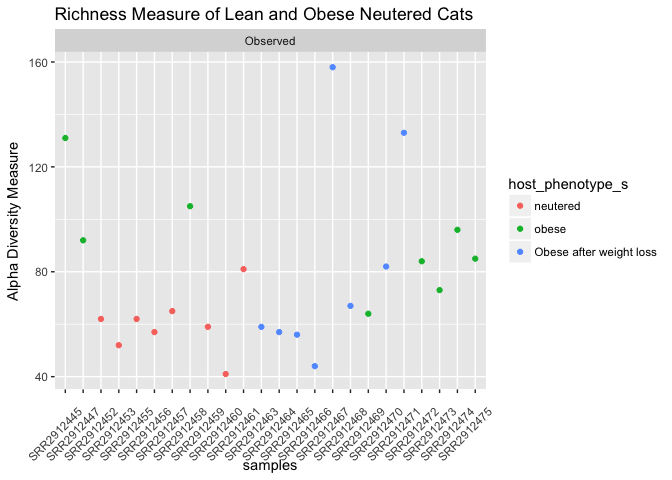 Richness Measure of Lean and Obese Neutered Cats
Observed
Alpha Diversity Measure
160
120
80
40
SRR2912445
SRR2912447
SRR2912452
SRR2912453
SRR2912455
SRR2912456
SRR2912457
SRR2912458
SRR2912459
SRR2912460
SRR2912461
SRR2912463
SRR2912464
SRR2912465
SRR2912466
SRR2912467
SRR2912468
SRR2912469
SRR2912470
SRR2912471
SRR2912472
SRR2912473
SRR2912474
SRR2912475
samples
host_phenotype_s
neutered
obese
Obese after weight loss